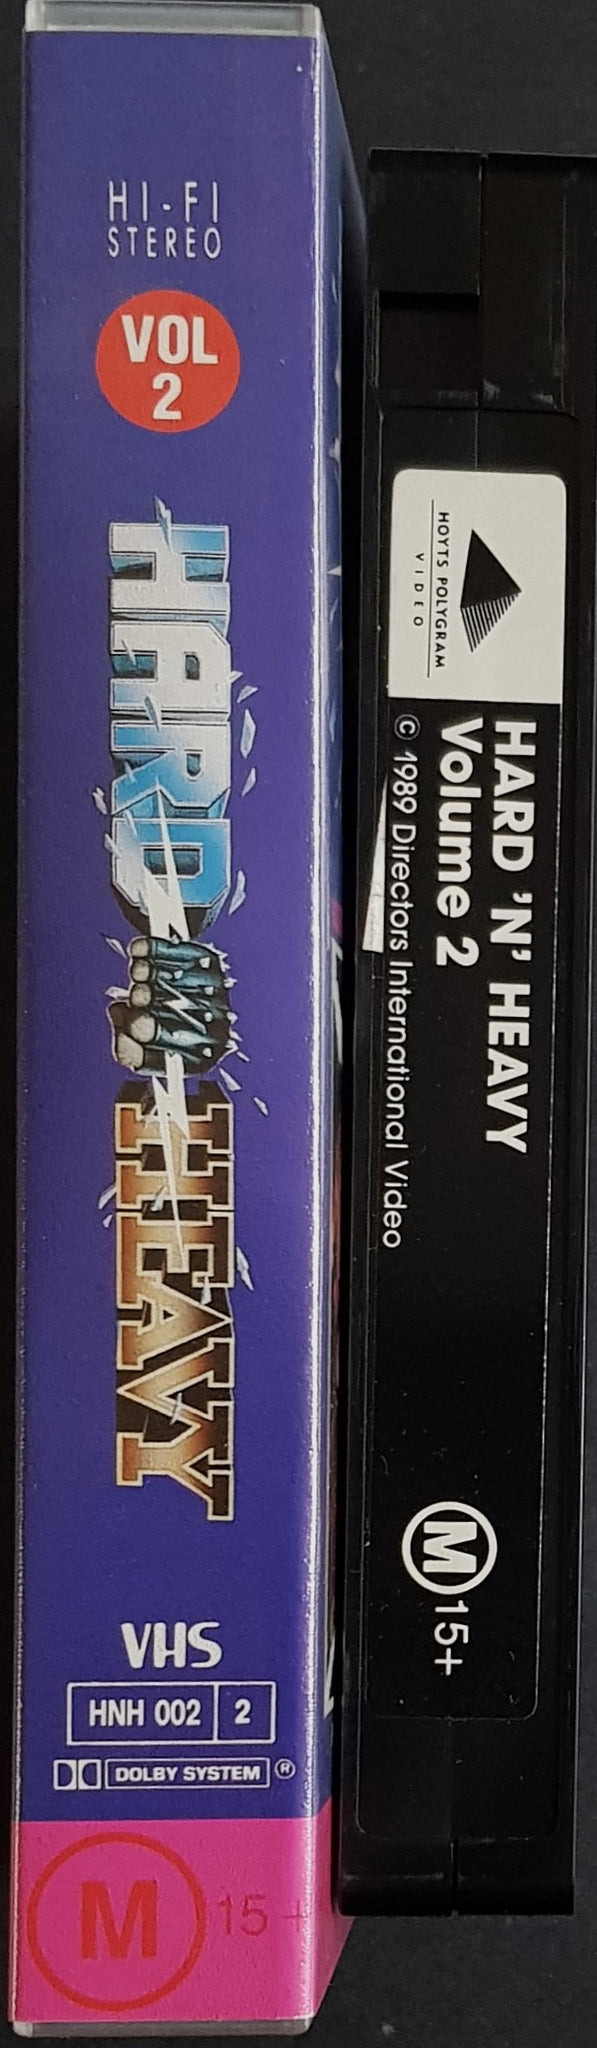 HI-FI
STEREO
VOL
2
HARD
HEAVY
VHS
HNH 002 2
DOLBY SYSTEM ®
M 15+
HOYTS POLYGRAM
VIDEO
HARD 'N' HEAVY
Volume 2
© 1989 Directors International Video
M 15+